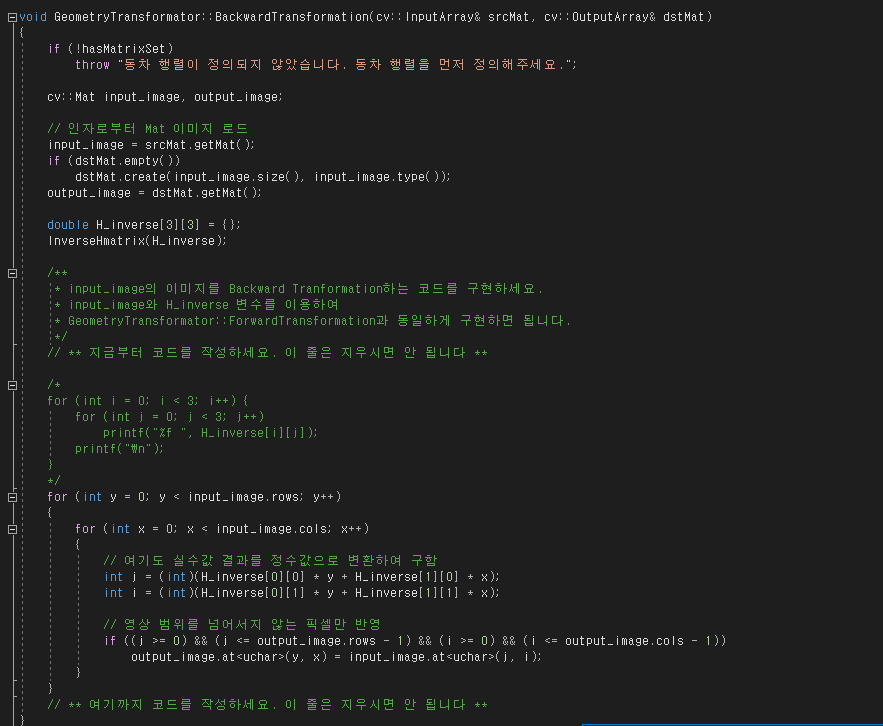 void GeometryTransformator::BackwardTransformation(cv::InputArray& srcMat, cv::OutputArray& dstMat)
{
    if (!hasMatrixSet)
        throw "동차 행렬이 정의되지 않았습니다. 동차 행렬을 먼저 정의해주세요.";

    cv::Mat input_image, output_image;

    // 인자로부터 Mat 이미지 로드
    input_image = srcMat.getMat();
    if (dstMat.empty())
        dstMat.create(input_image.size(), input_image.type());
    output_image = dstMat.getMat();

    double H_inverse[3][3] = {};
    InverseHmatrix(H_inverse);

    /**
    * input_image의 이미지를 Backward Tranformation하는 코드를 구현하세요.
    * input_image와 H_inverse 변수를 이용하여
    * GeometryTransformator::ForwardTransformation과 동일하게 구현하면 됩니다.
    */
    // ** 지금부터 코드를 작성하세요. 이 줄은 지우시면 안 됩니다 **

    /*
    for (int i = 0; i < 3; i++) {
        for (int j = 0; j < 3; j++)
            printf("%f ", H_inverse[i][j]);
        printf("\n");
    }
    */
    for (int y = 0; y < input_image.rows; y++)
    {
        for (int x = 0; x < input_image.cols; x++)
        {
            // 여기도 실수값 결과를 정수값으로 변환하여 구함
            int j = (int)(H_inverse[0][0] * y + H_inverse[1][0] * x);
            int i = (int)(H_inverse[0][1] * y + H_inverse[1][1] * x);

            // 영상 범위를 넘어서지 않는 픽셀만 반영
            if ((j >= 0) && (j <= output_image.rows - 1) && (i >= 0) && (i <= output_image.cols - 1))
                output_image.at<uchar>(y, x) = input_image.at<uchar>(j, i);
        }
    }
    // ** 여기까지 코드를 작성하세요. 이 줄은 지우시면 안 됩니다 **
}